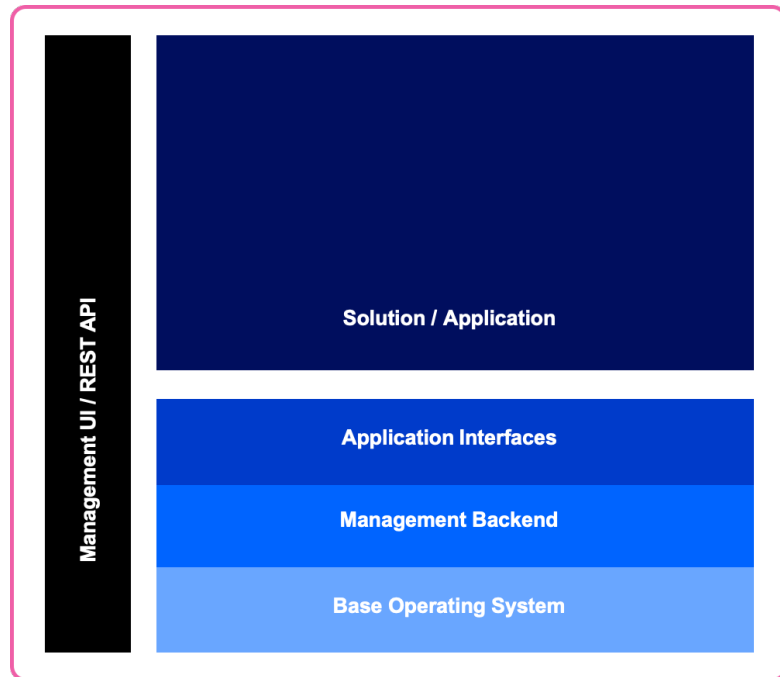 Management UI / REST API
Solution / Application
Application Interfaces
Management Backend
Base Operating System